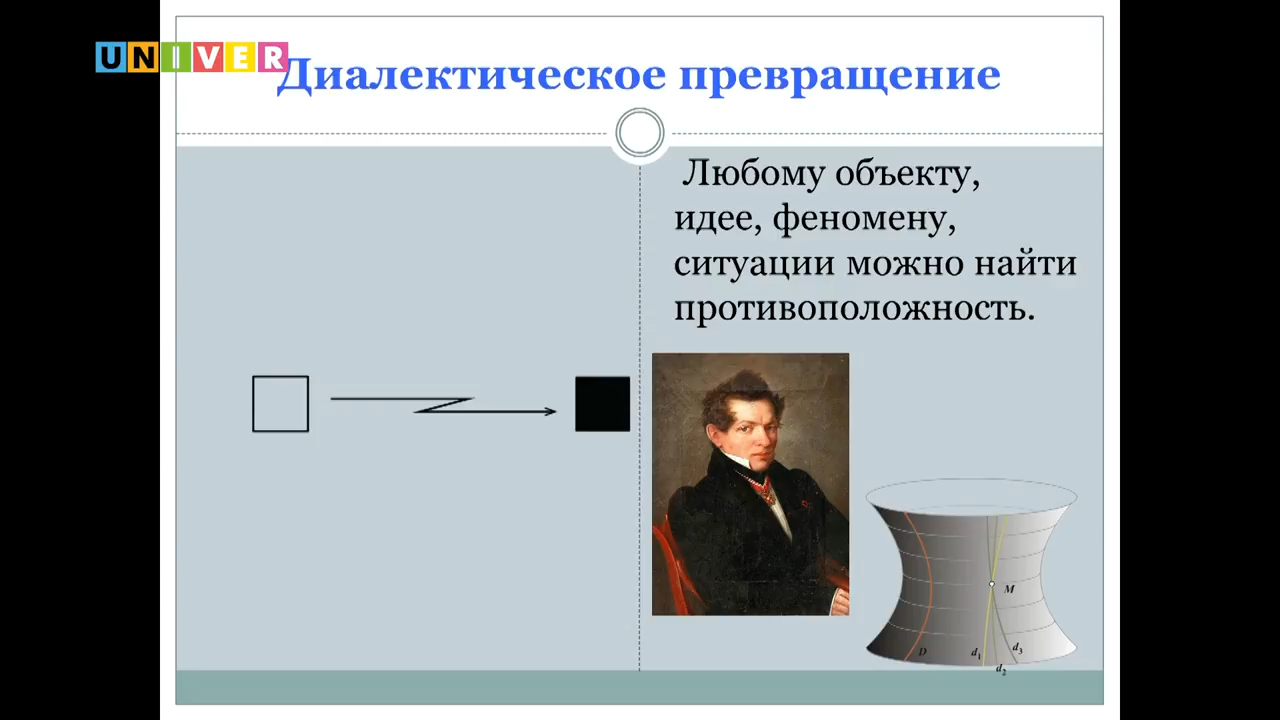 UNIVER
Диалектическое превращение
Любому объекту,
идее, феномену,
ситуации можно найти
противоположность.
M
D
d1
d3
d2